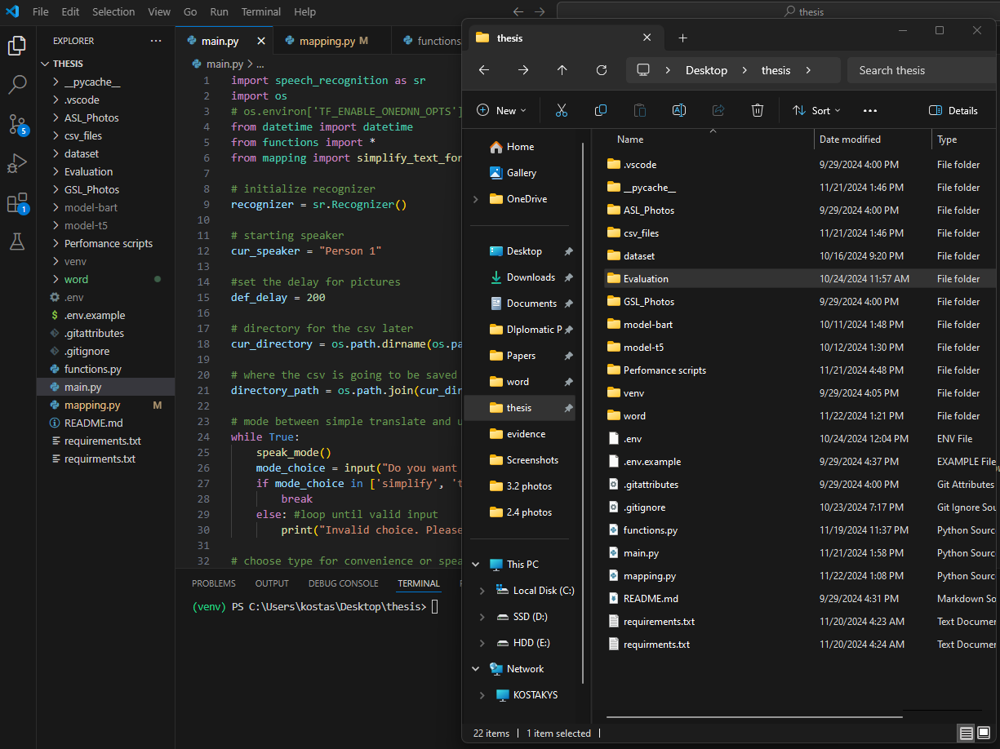 File Edit Selection View Go Run Terminal Help
thesis
EXPLORER
THESIS
__pycache__
.vscode
ASL_Photos
csv_files
dataset
Evaluation
GSL_Photos
model-bart
model-t5
Perfomance scripts
venv
word
.env
.env.example
.gitattributes
.gitignore
functions.py
main.py
mapping.py M
README.md
requirements.txt
requirments.txt
5
1
main.py mapping.py M functions
main.py > ...
1 import speech_recognition as sr
2 import os
3 # os.environ['TF_ENABLE_ONEDNN_OPTS']
4 from datetime import datetime
5 from functions import *
6 from mapping import simplify_text_for
7
8 # initialize recognizer
9 recognizer = sr.Recognizer()
10
11 # starting speaker
12 cur_speaker = "Person 1"
13
14 #set the delay for pictures
15 def_delay = 200
16
17 # directory for the csv later
18 cur_directory = os.path.dirname(os.pa
19
20 # where the csv is going to be saved
21 directory_path = os.path.join(cur_dir
22
23 # mode between simple translate and u
24 while True:
25 speak_mode()
26 mode_choice = input("Do you want
27 if mode_choice in ['simplify', 't
28 break
29 else: #loop until valid input
30 print("Invalid choice. Please
31
32 # choose type for convenience or spea
PROBLEMS OUTPUT DEBUG CONSOLE TERMINAL
(venv) PS C:\Users\kostas\Desktop\thesis>
thesis
Desktop > thesis >
Search thesis
New Sort Details
Home
Gallery
OneDrive
Desktop
Downloads
Documents
DIplomatic P
Papers
word
thesis
evidence
Screenshots
3.2 photos
2.4 photos
This PC
Local Disk (C:)
SSD (D:)
HDD (E:)
Network
KOSTAKYS
Name Date modified Type
.vscode 9/29/2024 4:00 PM File folder
__pycache__ 11/21/2024 1:46 PM File folder
ASL_Photos 9/29/2024 4:00 PM File folder
csv_files 11/21/2024 1:46 PM File folder
dataset 10/16/2024 9:20 PM File folder
Evaluation 10/24/2024 11:57 AM File folder
GSL_Photos 9/29/2024 4:00 PM File folder
model-bart 10/11/2024 1:48 PM File folder
model-t5 10/12/2024 1:30 PM File folder
Perfomance scripts 11/21/2024 4:48 PM File folder
venv 9/29/2024 4:05 PM File folder
word 11/22/2024 1:21 PM File folder
.env 10/24/2024 12:04 PM ENV File
.env.example 9/29/2024 4:37 PM EXAMPLE File
.gitattributes 9/29/2024 4:00 PM Git Attributes
.gitignore 10/23/2024 7:17 PM Git Ignore Sou
functions.py 11/19/2024 11:37 PM Python Sourc
main.py 11/21/2024 1:58 PM Python Sourc
mapping.py 11/22/2024 1:08 PM Python Sourc
README.md 9/29/2024 4:31 PM Markdown So
requirements.txt 11/20/2024 4:23 AM Text Documer
requirments.txt 11/20/2024 4:24 AM Text Documer
22 items 1 item selected